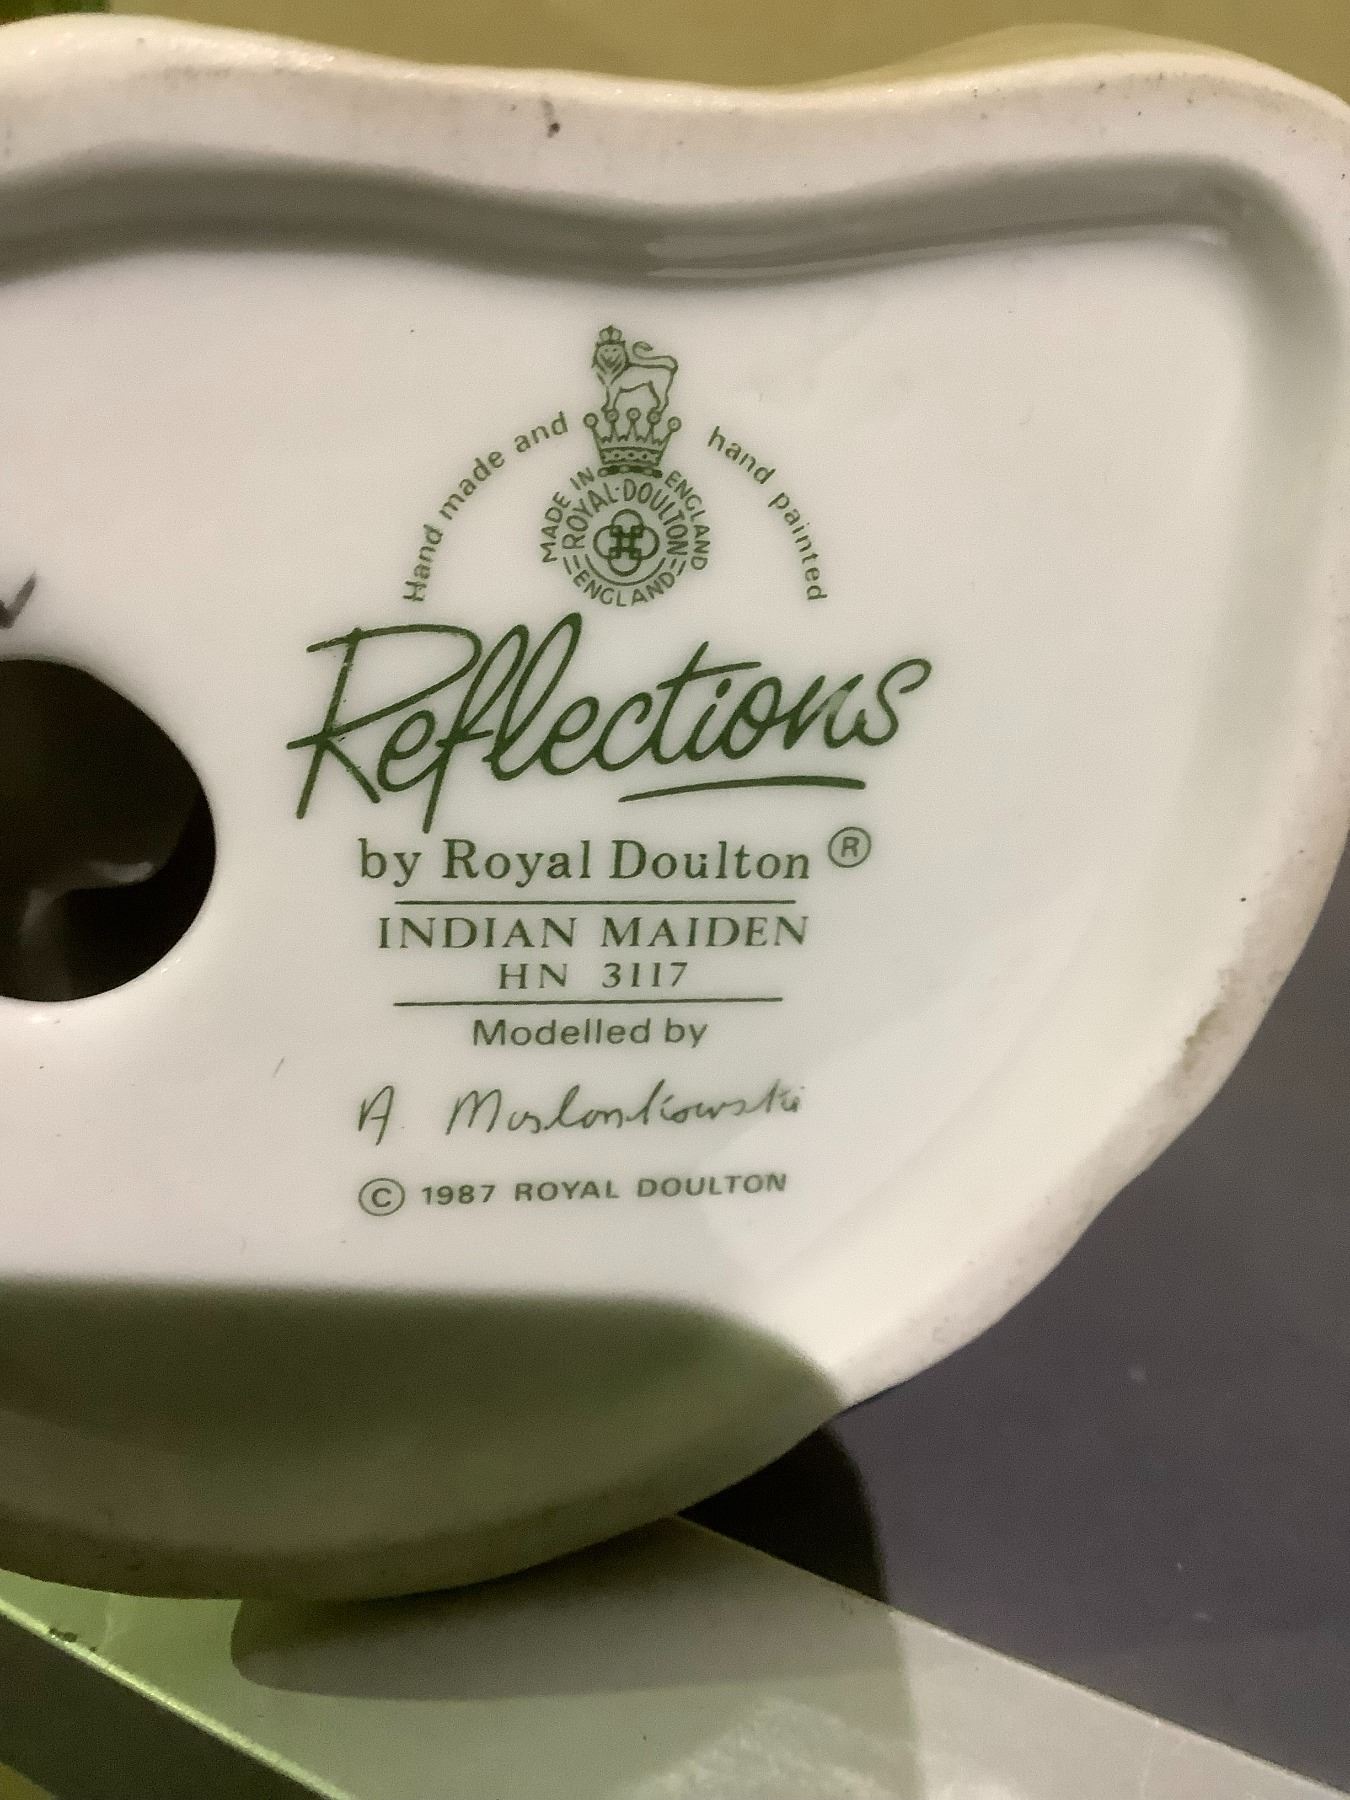 Hand made and hand painted
MADE IN ENGLAND
ROYAL·DOULTON
ENGLAND
Reflections
by Royal Doulton ®
INDIAN MAIDEN
HN 3117
Modelled by
A Maslankowski
© 1987 ROYAL DOULTON